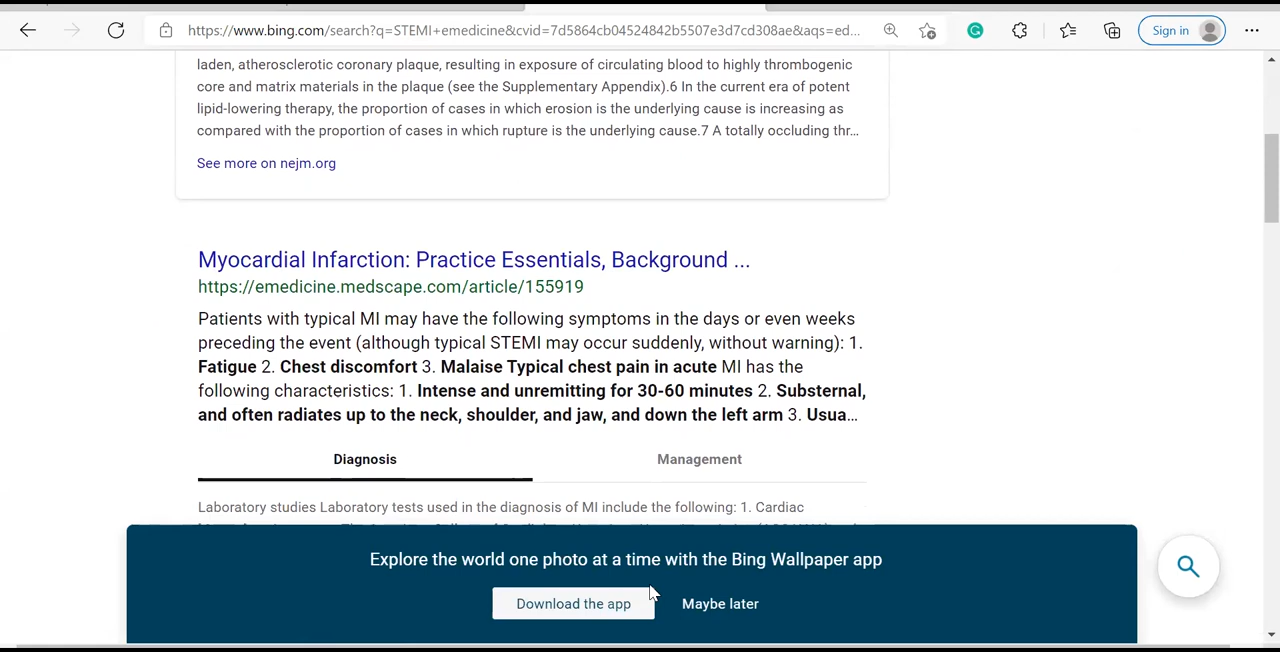 https://www.bing.com/search?q=STEMI+emedicine&cvid=7d5864cb04524842b5507e3d7cd308ae&aqs=ed...
Sign in
laden, atherosclerotic coronary plaque, resulting in exposure of circulating blood to highly thrombogenic
core and matrix materials in the plaque (see the Supplementary Appendix).6 In the current era of potent
lipid-lowering therapy, the proportion of cases in which erosion is the underlying cause is increasing as
compared with the proportion of cases in which rupture is the underlying cause.7 A totally occluding thr...
See more on nejm.org
Myocardial Infarction: Practice Essentials, Background ...
https://emedicine.medscape.com/article/155919
Patients with typical MI may have the following symptoms in the days or even weeks
preceding the event (although typical STEMI may occur suddenly, without warning): 1.
Fatigue 2. Chest discomfort 3. Malaise Typical chest pain in acute MI has the
following characteristics: 1. Intense and unremitting for 30-60 minutes 2. Substernal,
and often radiates up to the neck, shoulder, and jaw, and down the left arm 3. Usua...
Diagnosis
Management
Laboratory studies Laboratory tests used in the diagnosis of MI include the following: 1. Cardiac
Explore the world one photo at a time with the Bing Wallpaper app
Download the app
Maybe later